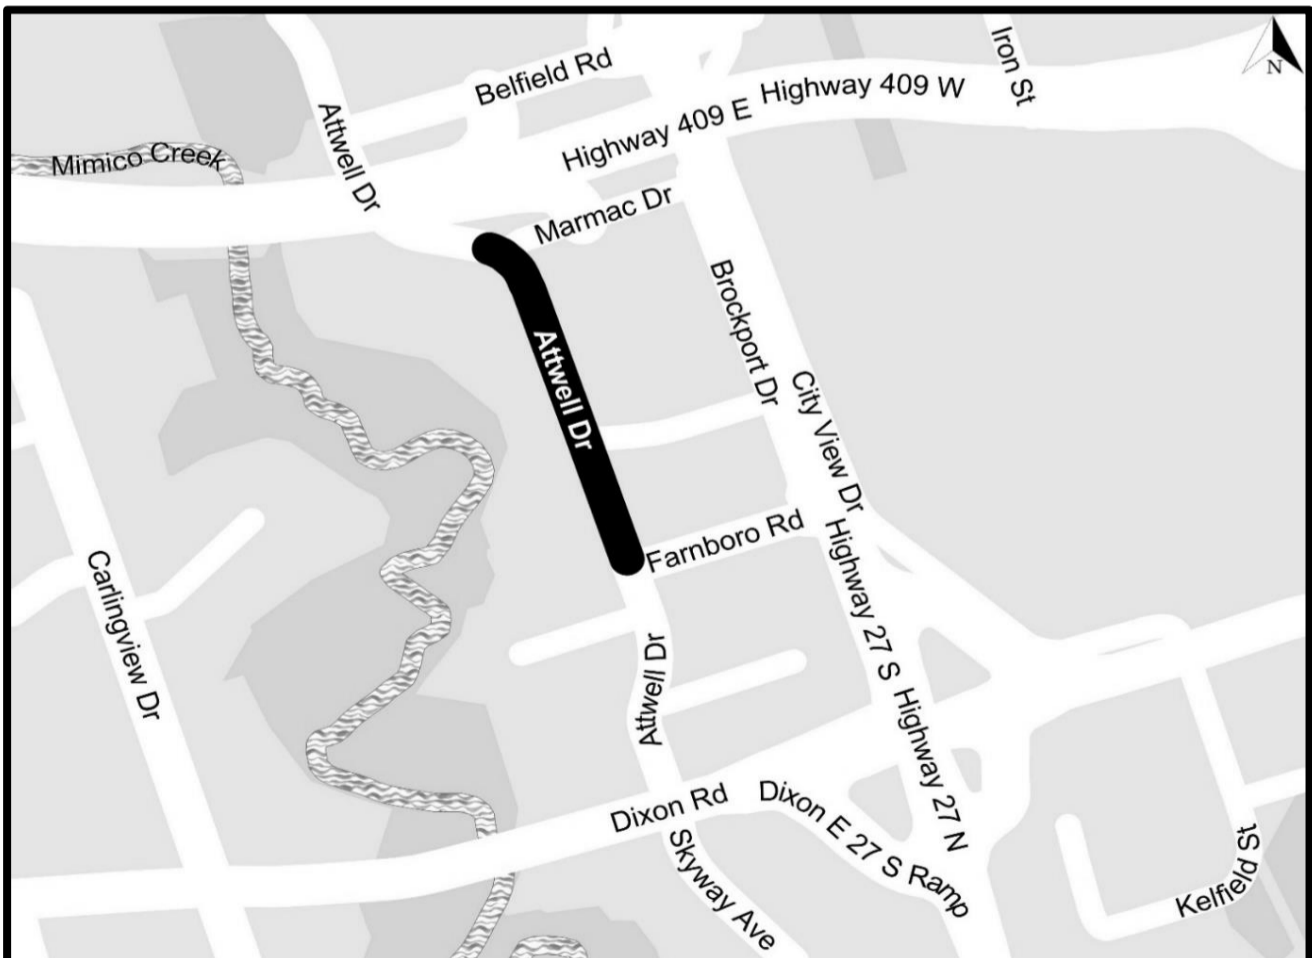 Iron St
Belfield Rd
Highway 409 W
N
Attwell Dr
Highway 409 E
Mimico Creek
Marmac Dr
Brockport Dr
Attwell Dr
City View Dr
Farnboro Rd
Highway 27 S
Carlingview Dr
Attwell Dr
Highway 27 N
Dixon Rd
Dixon E 27 S Ramp
Skyway Ave
Kelfield St